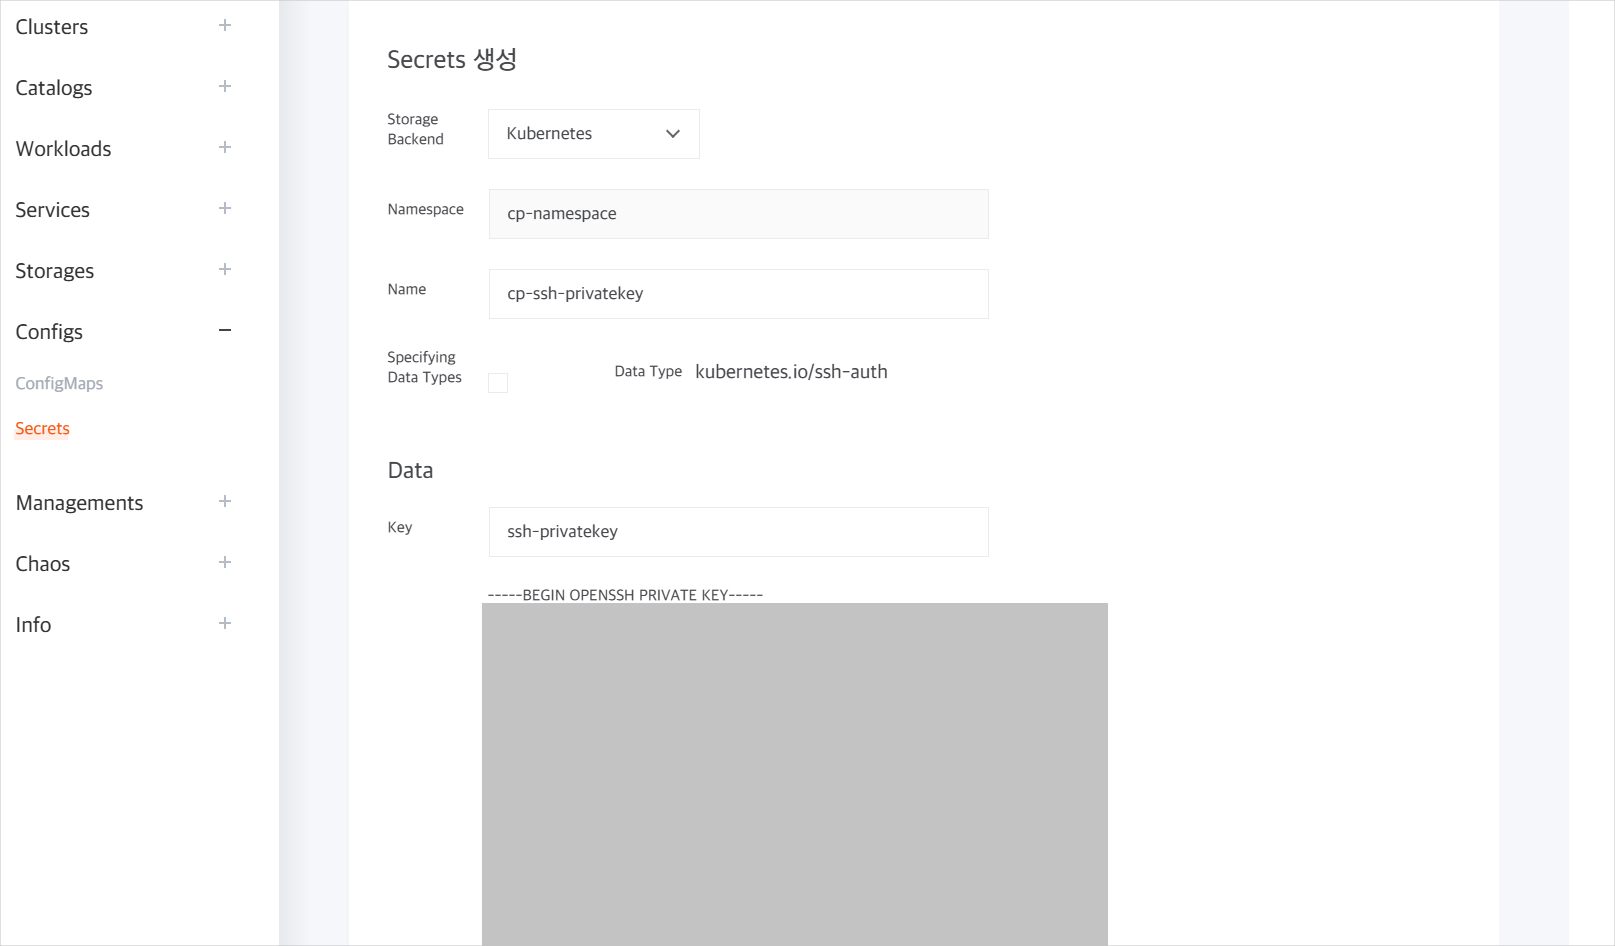 Clusters
Catalogs
Workloads
Services
Storages
Configs
ConfigMaps
Secrets
Managements
Chaos
Info
Secrets 생성
Storage
Backend
Kubernetes
Namespace
cp-namespace
Name
cp-ssh-privatekey
Specifying
Data Types
Data Type kubernetes.io/ssh-auth
Data
Key
ssh-privatekey
-----BEGIN OPENSSH PRIVATE KEY-----